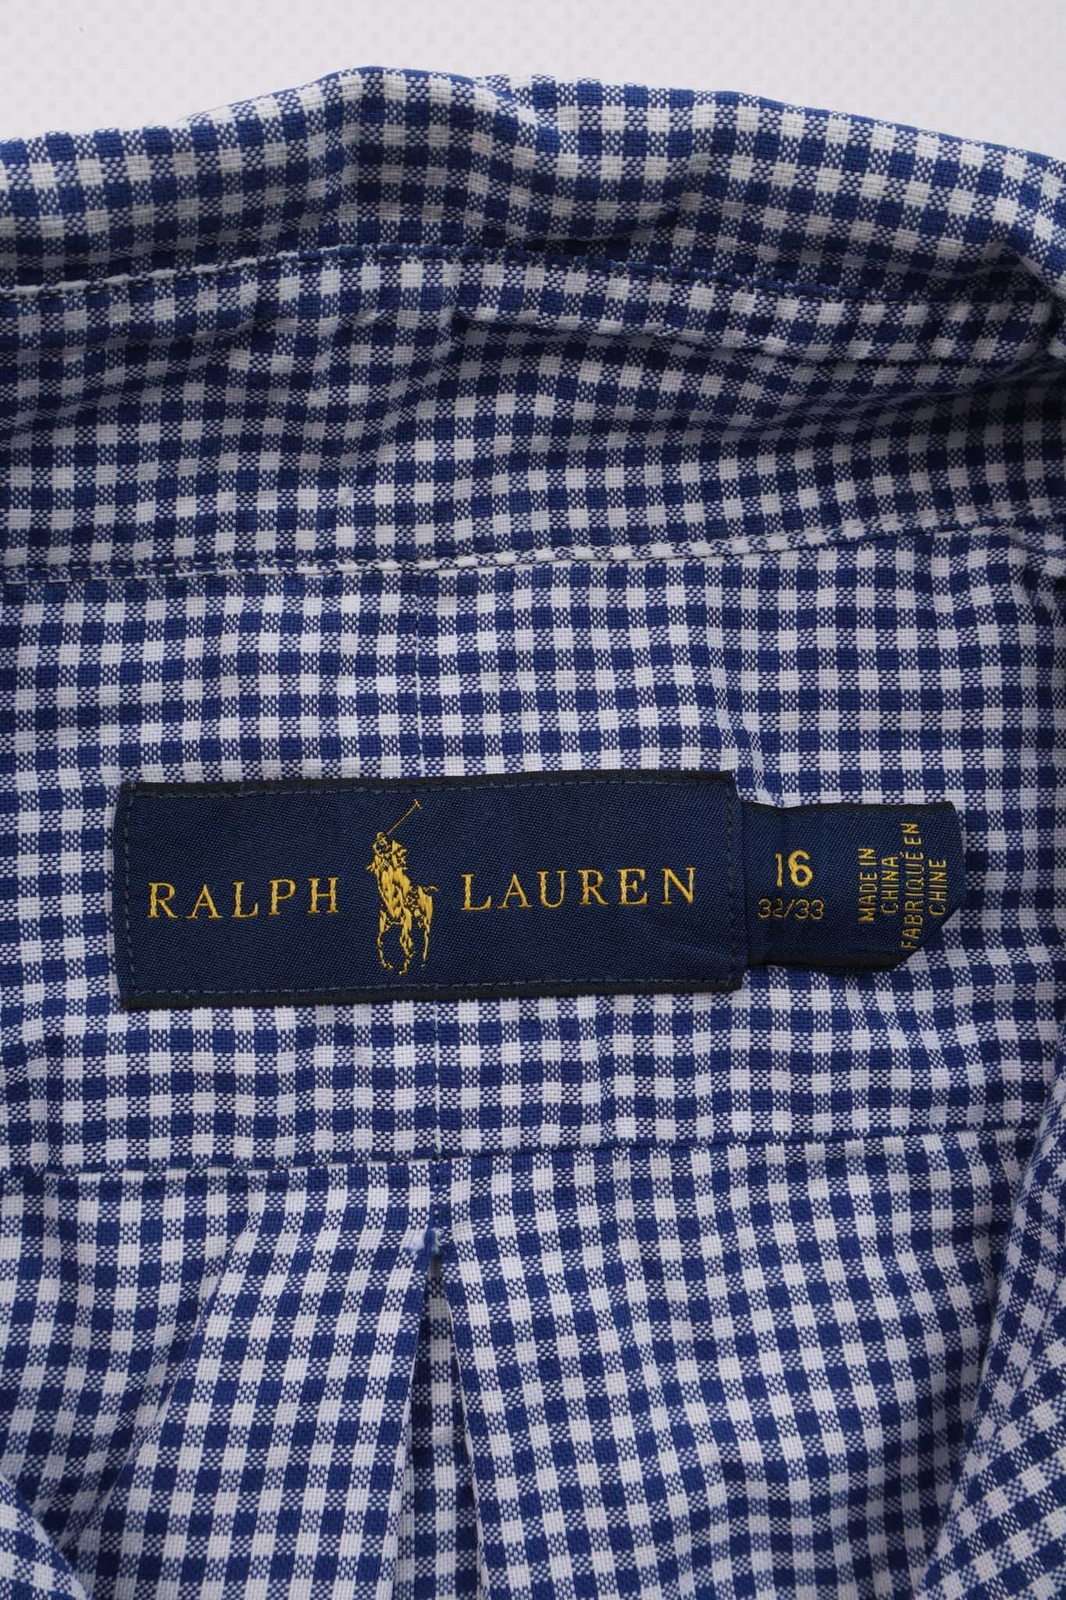 RALPH LAUREN
16
32/33
MADE IN
CHINA
FABRIQUÉ EN
CHINE